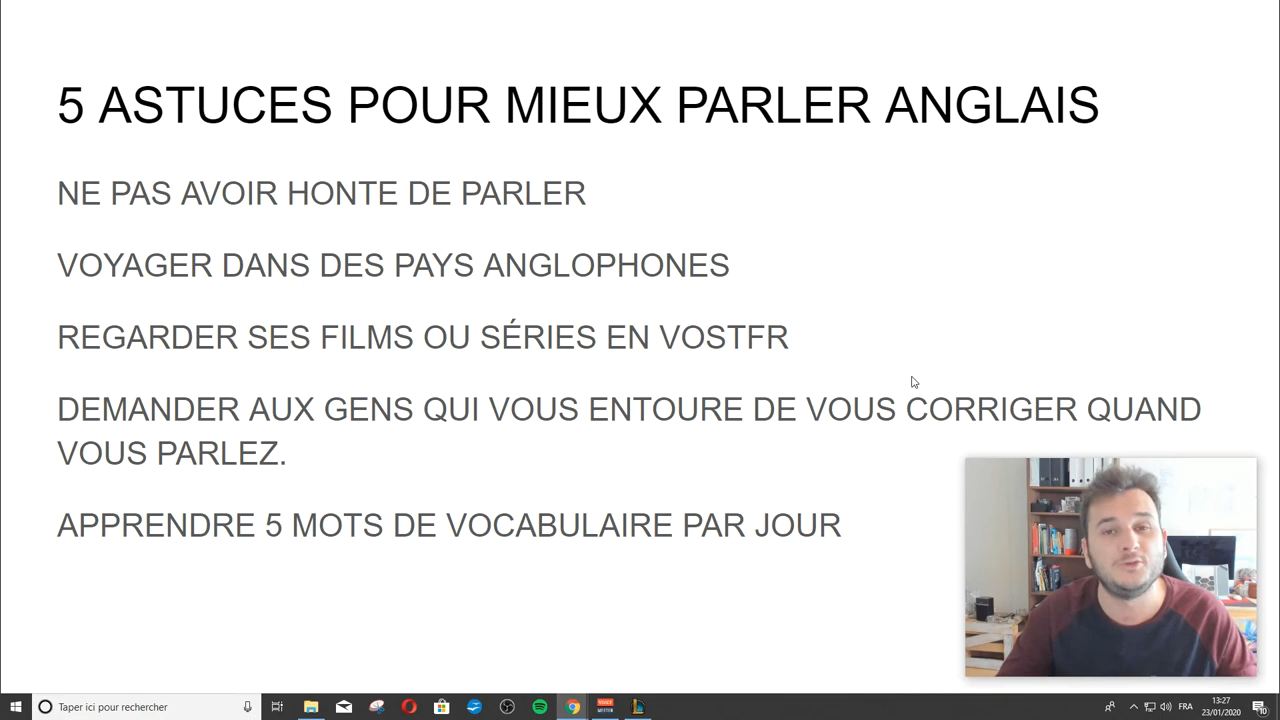 5 ASTUCES POUR MIEUX PARLER ANGLAIS
NE PAS AVOIR HONTE DE PARLER
VOYAGER DANS DES PAYS ANGLOPHONES
REGARDER SES FILMS OU SÉRIES EN VOSTFR
DEMANDER AUX GENS QUI VOUS ENTOURE DE VOUS CORRIGER QUAND
VOUS PARLEZ.
APPRENDRE 5 MOTS DE VOCABULAIRE PAR JOUR
Taper ici pour rechercher
FRA
13:27
23/01/2020
10